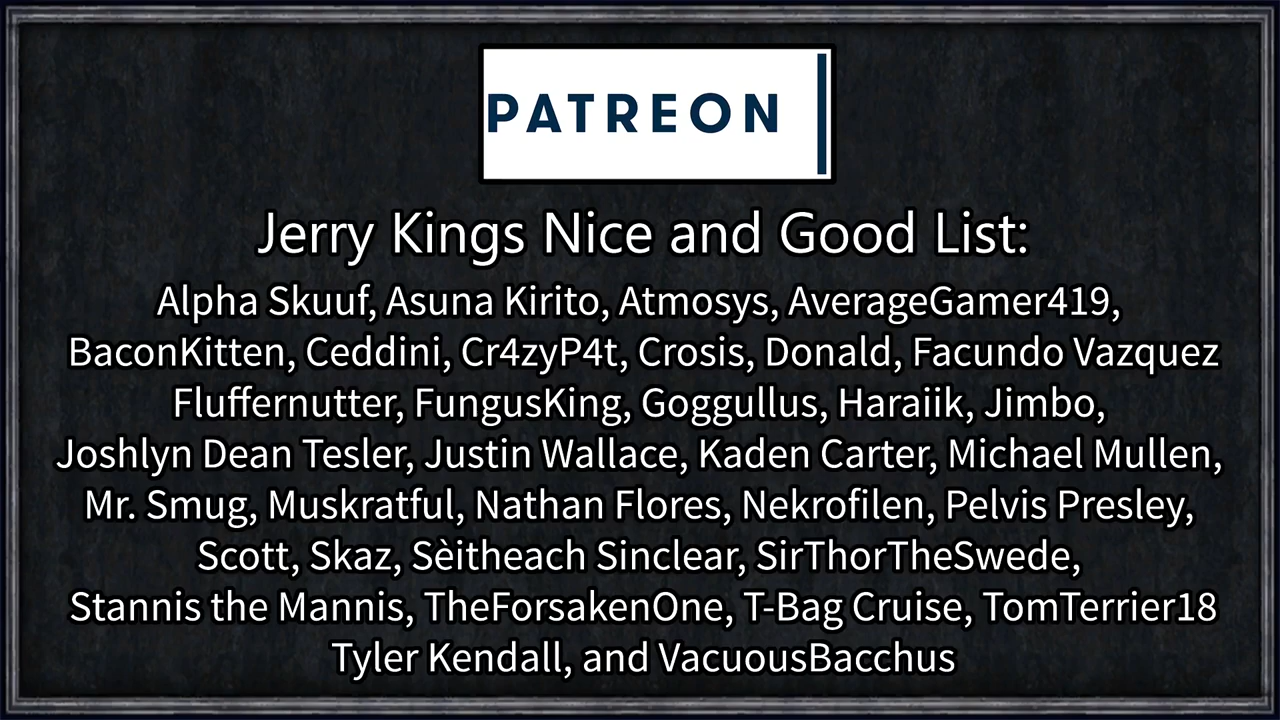 PATREON
Jerry Kings Nice and Good List:
Alpha Skuuf, Asuna Kirito, Atmosys, AverageGamer419,
BaconKitten, Ceddini, Cr4zyP4t, Crosis, Donald, Facundo Vazquez
Fluffernutter, FungusKing, Goggullus, Haraiik, Jimbo,
Joshlyn Dean Tesler, Justin Wallace, Kaden Carter, Michael Mullen,
Mr. Smug, Muskratful, Nathan Flores, Nekrofilen, Pelvis Presley,
Scott, Skaz, Sèitheach Sinclear, SirThorTheSwede,
Stannis the Mannis, TheForsakenOne, T-Bag Cruise, TomTerrier18
Tyler Kendall, and VacuousBacchus